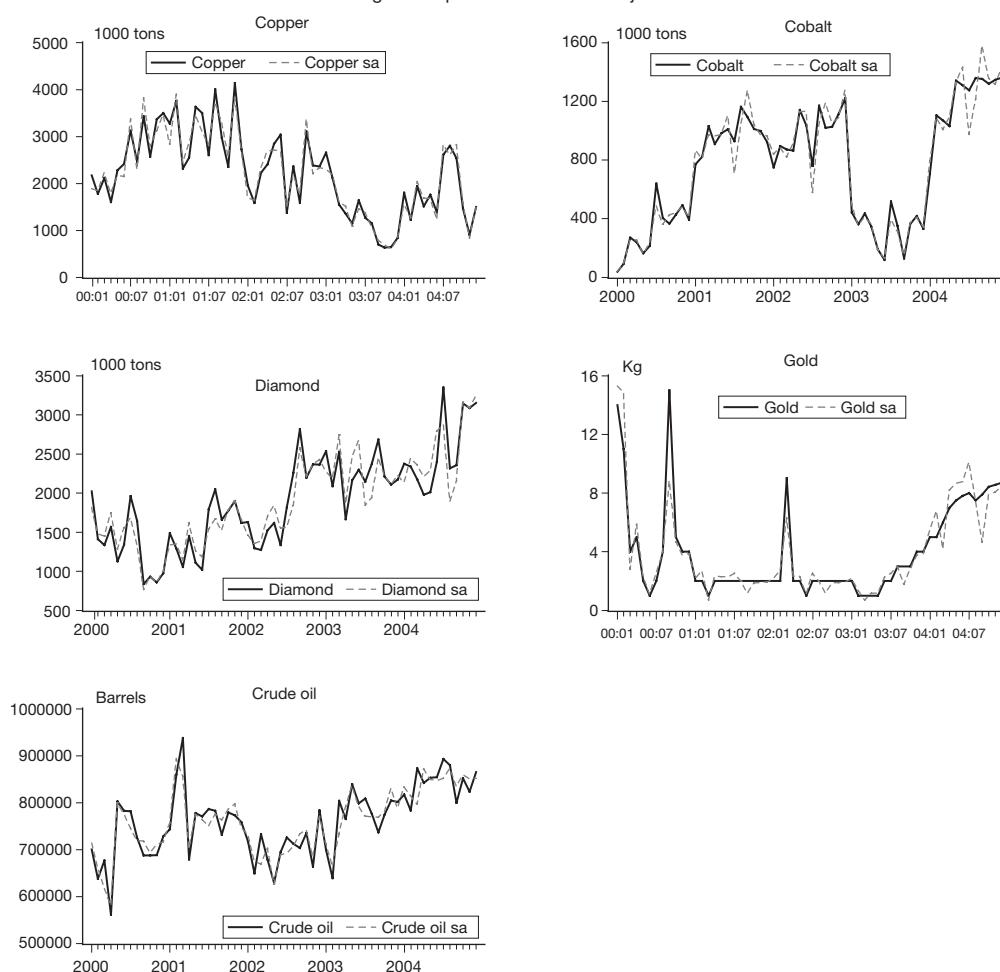 Copper
1000 tons
Copper Copper sa
5000
4000
3000
2000
1000
0
00:01 00:07 01:01 01:07 02:01 02:07 03:01 03:07 04:01 04:07
Cobalt
1000 tons
Cobalt Cobalt sa
1600
1200
800
400
0
2000 2001 2002 2003 2004
1000 tons
Diamond
3500
3000
2500
2000
1500
1000
500
Diamond Diamond sa
2000 2001 2002 2003 2004
Gold
Kg
Gold Gold sa
16
12
8
4
0
00:01 00:07 01:01 01:07 02:01 02:07 03:01 03:07 04:01 04:07
Crude oil
Barrels
1000000
900000
800000
700000
600000
500000
Crude oil Crude oil sa
2000 2001 2002 2003 2004